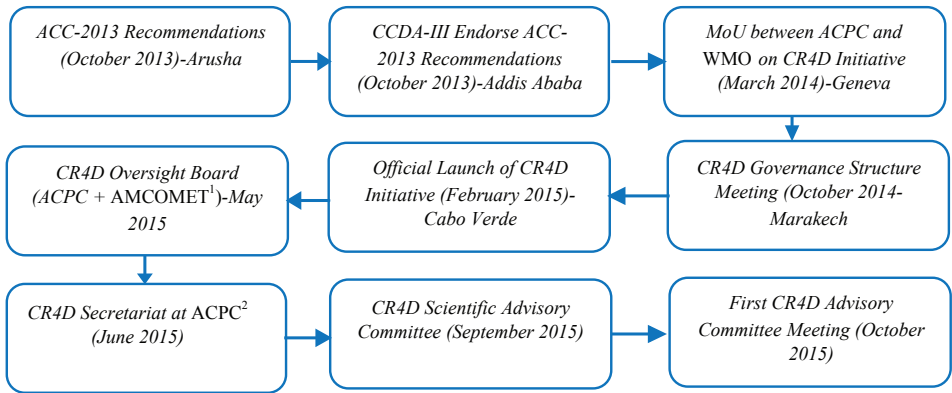 ACC-2013 Recommendations
(October 2013)-Arusha
CCDA-III Endorse ACC-
2013 Recommendations
(October 2013)-Addis Ababa
MoU between ACPC and
WMO on CR4D Initiative
(March 2014)-Geneva
CR4D Governance Structure
Meeting (October 2014-
Marakech)
Official Launch of CR4D
Initiative (February 2015)-
Cabo Verde
CR4D Oversight Board
(ACPC + AMCOMET¹)-May
2015
CR4D Secretariat at ACPC²
(June 2015)
CR4D Scientific Advisory
Committee (September 2015)
First CR4D Advisory
Committee Meeting (October
2015)